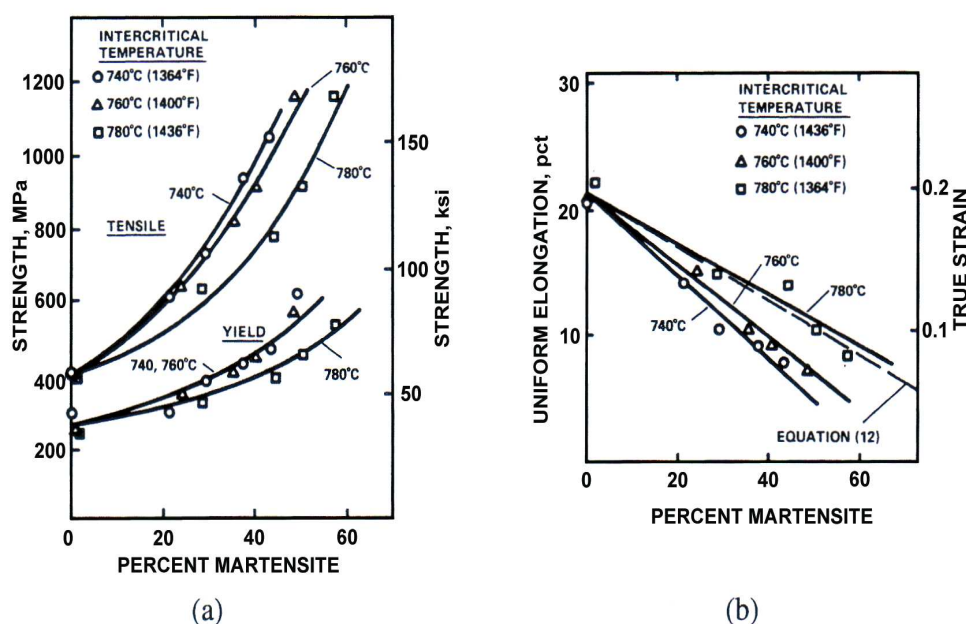 INTERCRITICAL
TEMPERATURE
740°C (1364°F)
760°C (1400°F)
780°C (1436°F)
1200
1000
800
600
400
200
0
20
40
60
150
100
50
STRENGTH, MPa
STRENGTH, ksi
760°C
740°C
780°C
TENSILE
YIELD
740, 760°C
780°C
PERCENT MARTENSITE
(a)
INTERCRITICAL
TEMPERATURE
740°C (1436°F)
760°C (1400°F)
780°C (1364°F)
30
20
10
0
0
20
40
60
0.2
0.1
UNIFORM ELONGATION, pct
TRUE STRAIN
760°C
780°C
740°C
EQUATION (12)
PERCENT MARTENSITE
(b)